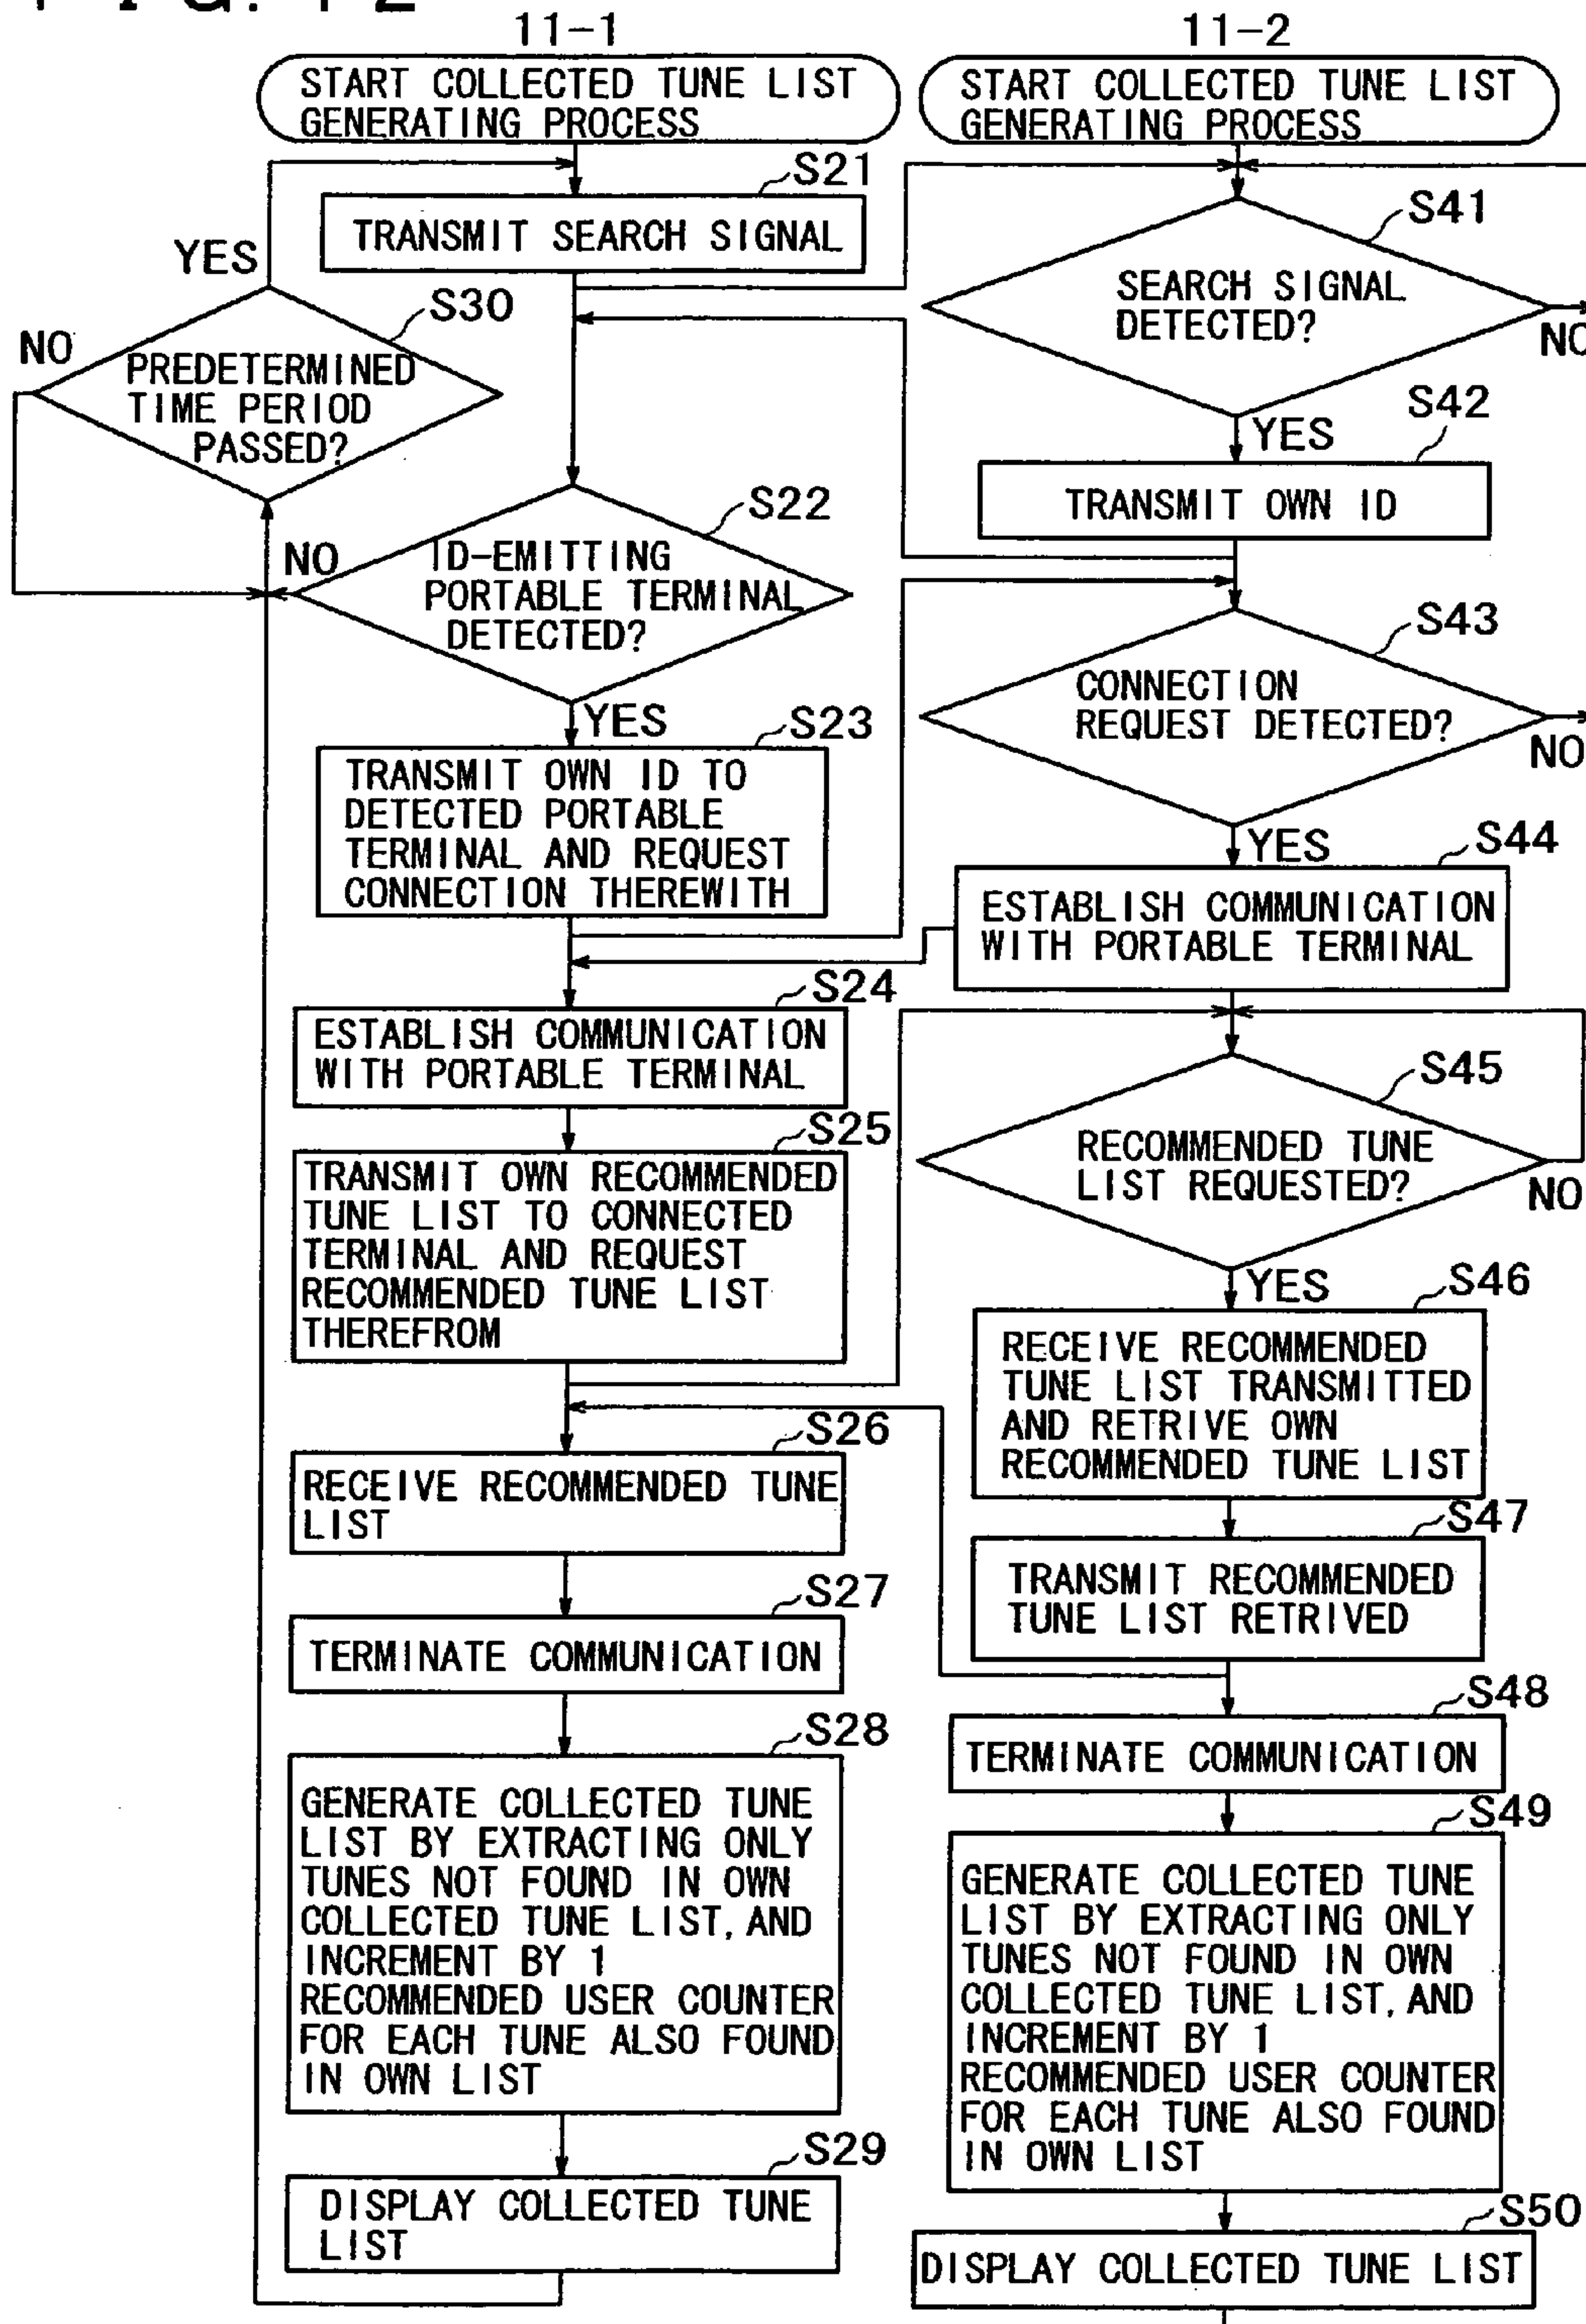 FIG. 12
11-1
START COLLECTED TUNE LIST
GENERATING PROCESS
S21
TRANSMIT SEARCH SIGNAL
YES
S30
NO
PREDETERMINED
TIME PERIOD
PASSED?
S22
NO
ID-EMITTING
PORTABLE TERMINAL
DETECTED?
YES
S23
TRANSMIT OWN ID TO
DETECTED PORTABLE
TERMINAL AND REQUEST
CONNECTION THEREWITH
S24
ESTABLISH COMMUNICATION
WITH PORTABLE TERMINAL
S25
TRANSMIT OWN RECOMMENDED
TUNE LIST TO CONNECTED
TERMINAL AND REQUEST
RECOMMENDED TUNE LIST
THEREFROM
S26
RECEIVE RECOMMENDED TUNE
LIST
S27
TERMINATE COMMUNICATION
S28
GENERATE COLLECTED TUNE
LIST BY EXTRACTING ONLY
TUNES NOT FOUND IN OWN
COLLECTED TUNE LIST, AND
INCREMENT BY 1
RECOMMENDED USER COUNTER
FOR EACH TUNE ALSO FOUND
IN OWN LIST
S29
DISPLAY COLLECTED TUNE
LIST
11-2
START COLLECTED TUNE LIST
GENERATING PROCESS
S41
SEARCH SIGNAL
DETECTED?
NO
S42
YES
TRANSMIT OWN ID
S43
CONNECTION
REQUEST DETECTED?
NO
YES
S44
ESTABLISH COMMUNICATION
WITH PORTABLE TERMINAL
S45
RECOMMENDED TUNE
LIST REQUESTED?
NO
YES
S46
RECEIVE RECOMMENDED
TUNE LIST TRANSMITTED
AND RETRIVE OWN
RECOMMENDED TUNE LIST
S47
TRANSMIT RECOMMENDED
TUNE LIST RETRIVED
S48
TERMINATE COMMUNICATION
S49
GENERATE COLLECTED TUNE
LIST BY EXTRACTING ONLY
TUNES NOT FOUND IN OWN
COLLECTED TUNE LIST, AND
INCREMENT BY 1
RECOMMENDED USER COUNTER
FOR EACH TUNE ALSO FOUND
IN OWN LIST
S50
DISPLAY COLLECTED TUNE LIST